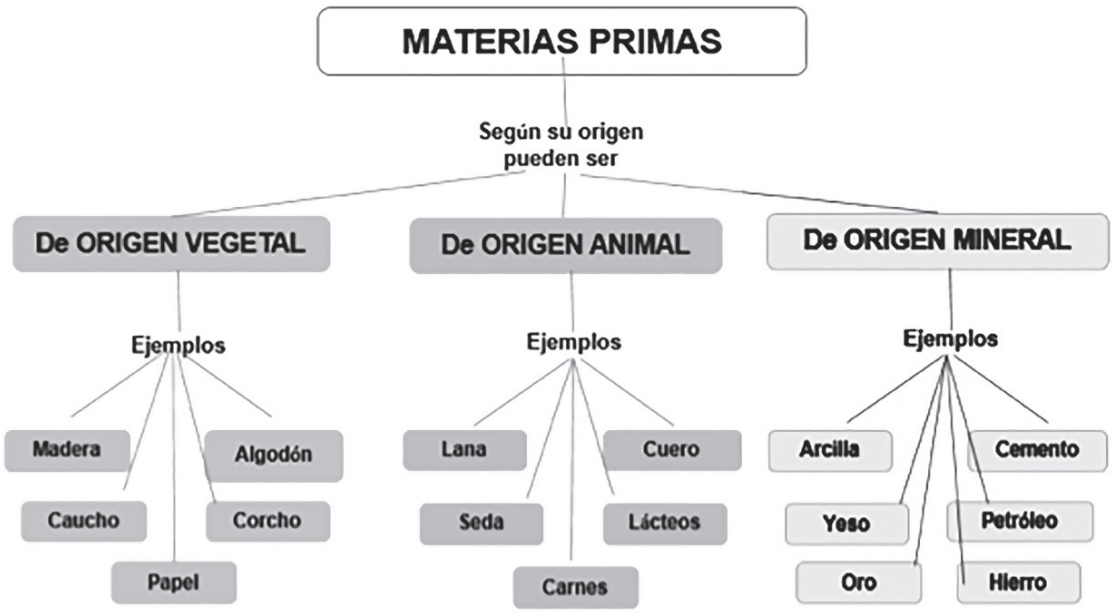 MATERIAS PRIMAS
Según su origen
pueden ser
De ORIGEN VEGETAL
De ORIGEN ANIMAL
De ORIGEN MINERAL
Ejemplos
Ejemplos
Ejemplos
Madera
Algodón
Caucho
Corcho
Papel
Lana
Cuero
Seda
Lácteos
Carnes
Arcilla
Cemento
Yeso
Petróleo
Oro
Hierro